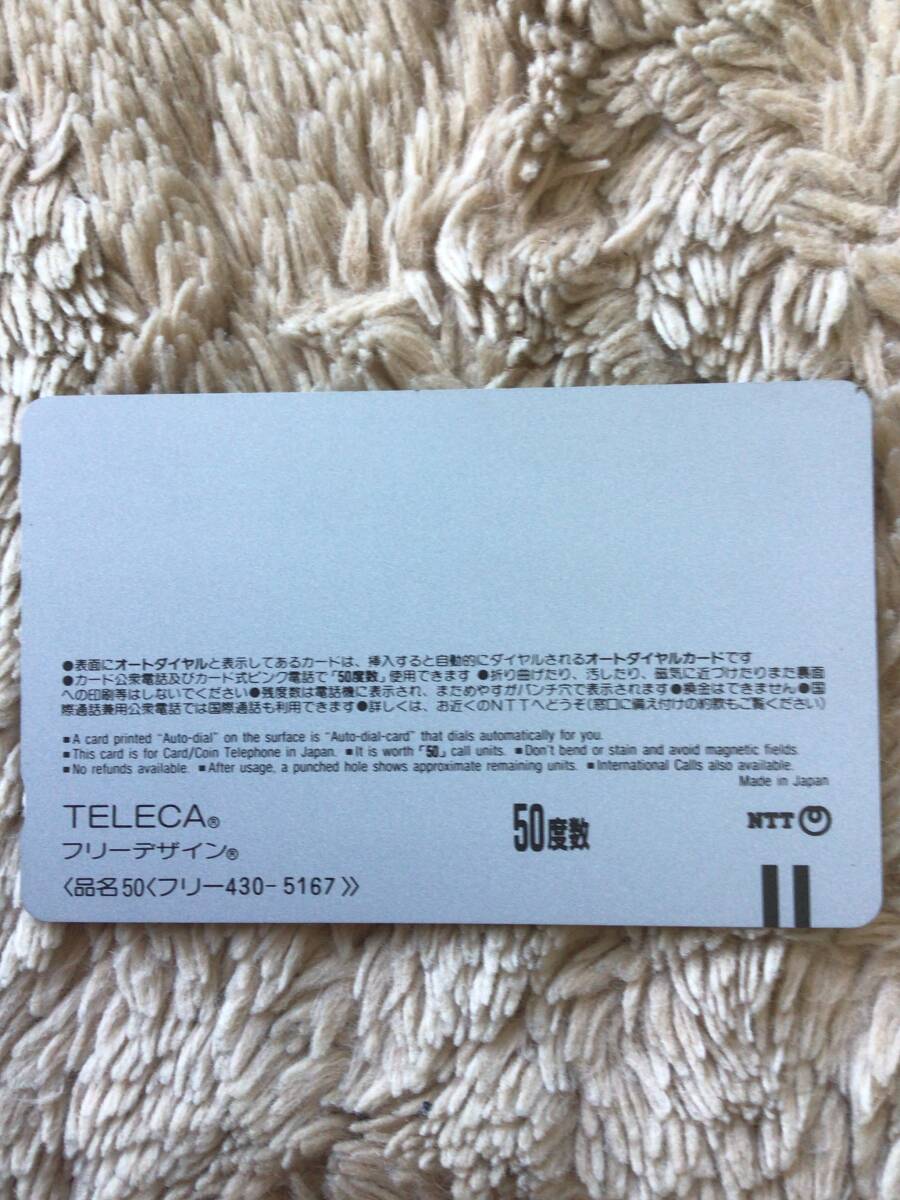 ●表面にオートダイヤルと表示してあるカードは、挿入すると自動的にダイヤルされるオートダイヤルカードです
●カード公衆電話及びカード式ピンク電話で「50度数」使用できます ●折り曲げたり、汚したり、磁気に近づけたりまた裏面
への印刷等はしないでください●残度数は電話機に表示され、まためやすがパンチ穴で表示されます●換金はできません●国
際通話兼用公衆電話では国際通話も利用できます●詳しくは、お近くのNTTへどうぞ(窓口に備え付けの約款もご覧ください)
■A card printed “Auto-dial” on the surface is “Auto-dial-card” that dials automatically for you.
■This card is for Card/Coin Telephone in Japan. ■It is worth「50」call units. ■Don't bend or stain and avoid magnetic fields.
■No refunds available. ■After usage, a punched hole shows approximate remaining units. ■International Calls also available.
Made in Japan
TELECA®
50度数
NTT
フリーデザイン®
〈品名50〈フリー430-5167》〉